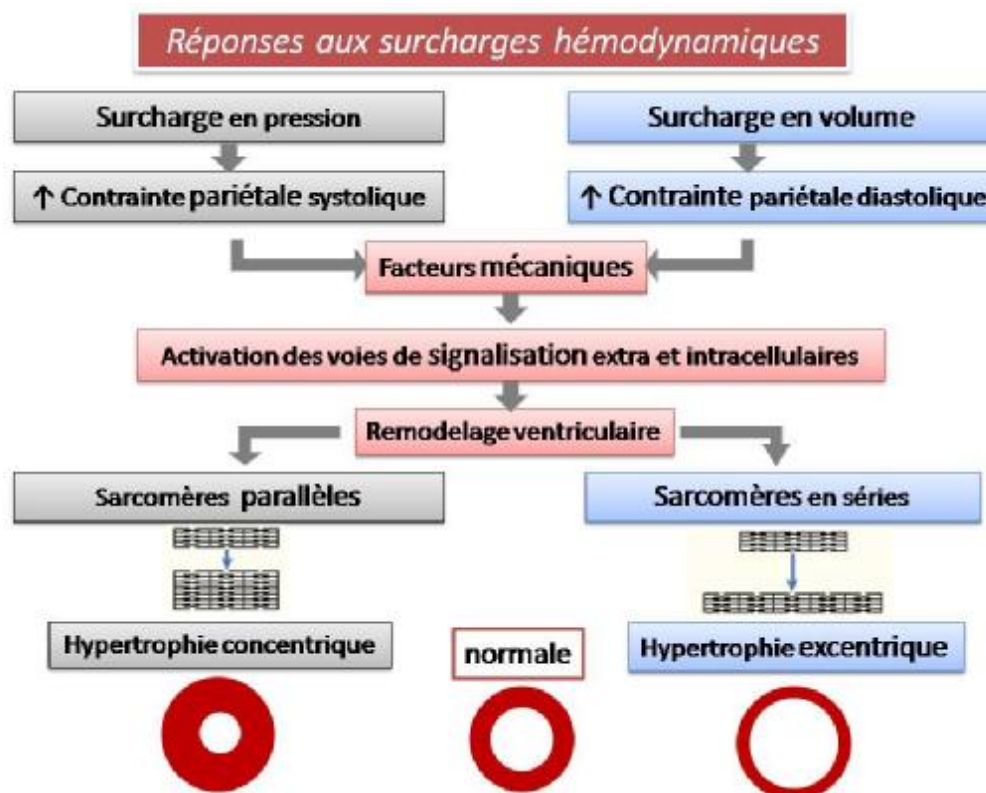 Réponses aux surcharges hémodynamiques
Surcharge en pression
Surcharge en volume
↑ Contrainte pariétale systolique
↑ Contrainte pariétale diastolique
Facteurs mécaniques
Activation des voies de signalisation extra et intracellulaires
Remodelage ventriculaire
Sarcomères parallèles
Sarcomères en séries
Hypertrophie concentrique
normale
Hypertrophie excentrique